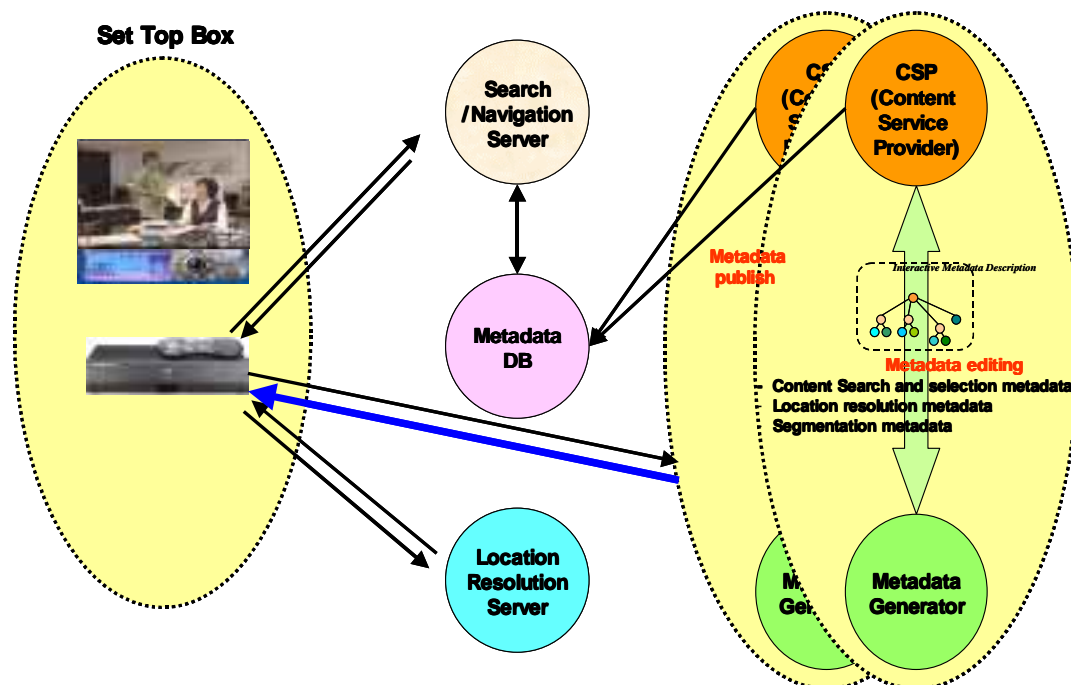 Set Top Box
Search
/ Navigation
Server
CSP
(Content
Service
Provider)
Metadata
publish
Interactive Metadata Description
Metadata
DB
Metadata editing
- Content Search and selection metadata
Location resolution metadata
Segmentation metadata
Location
Resolution
Server
Metadata
Generator